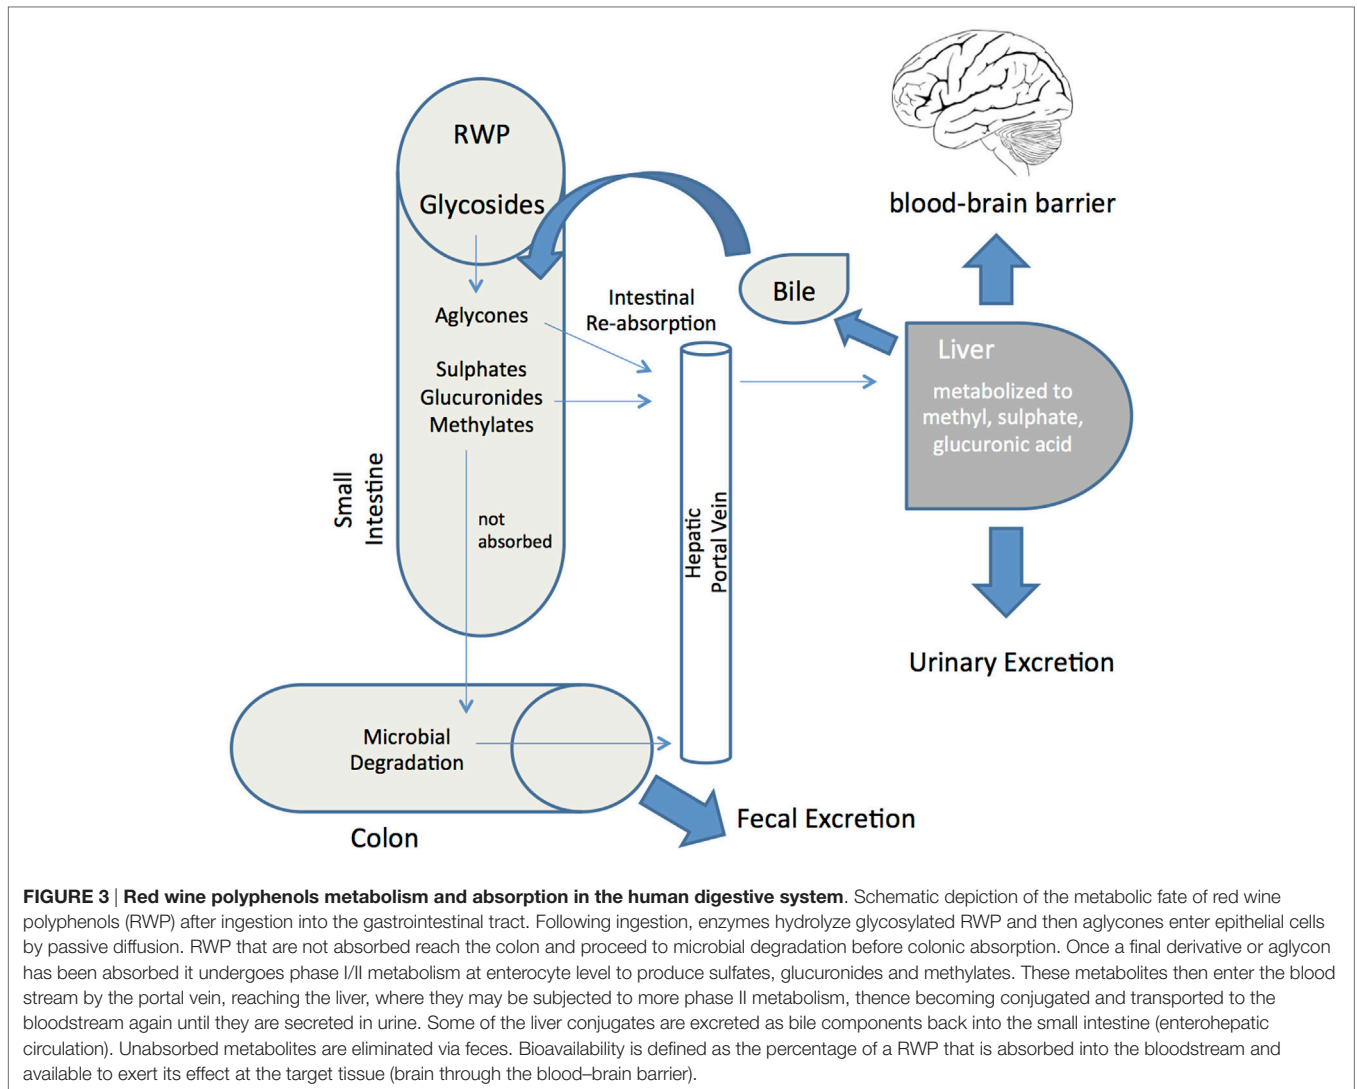 RWP
Glycosides
Aglycones
Sulphates
Glucuronides
Methylates
Small
Intestine
not
absorbed
Intestinal
Re-absorption
Hepatic
Portal Vein
Bile
blood-brain barrier
Liver
metabolized to
methyl, sulphate,
glucuronic acid
Urinary Excretion
Microbial
Degradation
Colon
Fecal Excretion
FIGURE 3 | Red wine polyphenols metabolism and absorption in the human digestive system. Schematic depiction of the metabolic fate of red wine
polyphenols (RWP) after ingestion into the gastrointestinal tract. Following ingestion, enzymes hydrolyze glycosylated RWP and then aglycones enter epithelial cells
by passive diffusion. RWP that are not absorbed reach the colon and proceed to microbial degradation before colonic absorption. Once a final derivative or aglycon
has been absorbed it undergoes phase I/II metabolism at enterocyte level to produce sulfates, glucuronides and methylates. These metabolites then enter the blood
stream by the portal vein, reaching the liver, where they may be subjected to more phase II metabolism, thence becoming conjugated and transported to the
bloodstream again until they are secreted in urine. Some of the liver conjugates are excreted as bile components back into the small intestine (enterohepatic
circulation). Unabsorbed metabolites are eliminated via feces. Bioavailability is defined as the percentage of a RWP that is absorbed into the bloodstream and
available to exert its effect at the target tissue (brain through the blood–brain barrier).